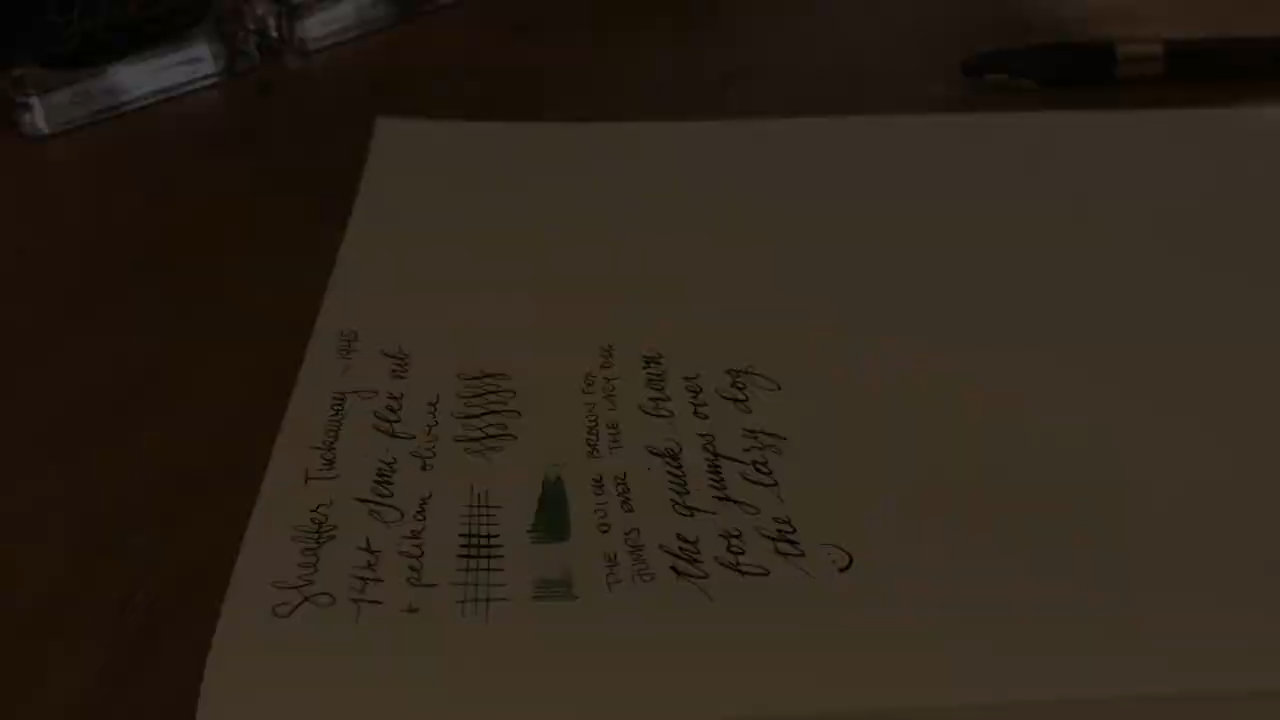 Sheaffer Tuckaway ~1945
14kt semi-flex nib
+ pelikan olivine
THE QUICK BROWN FOX
JUMPS OVER THE LAZY DOG
the quick brown
fox jumps over
the lazy dog